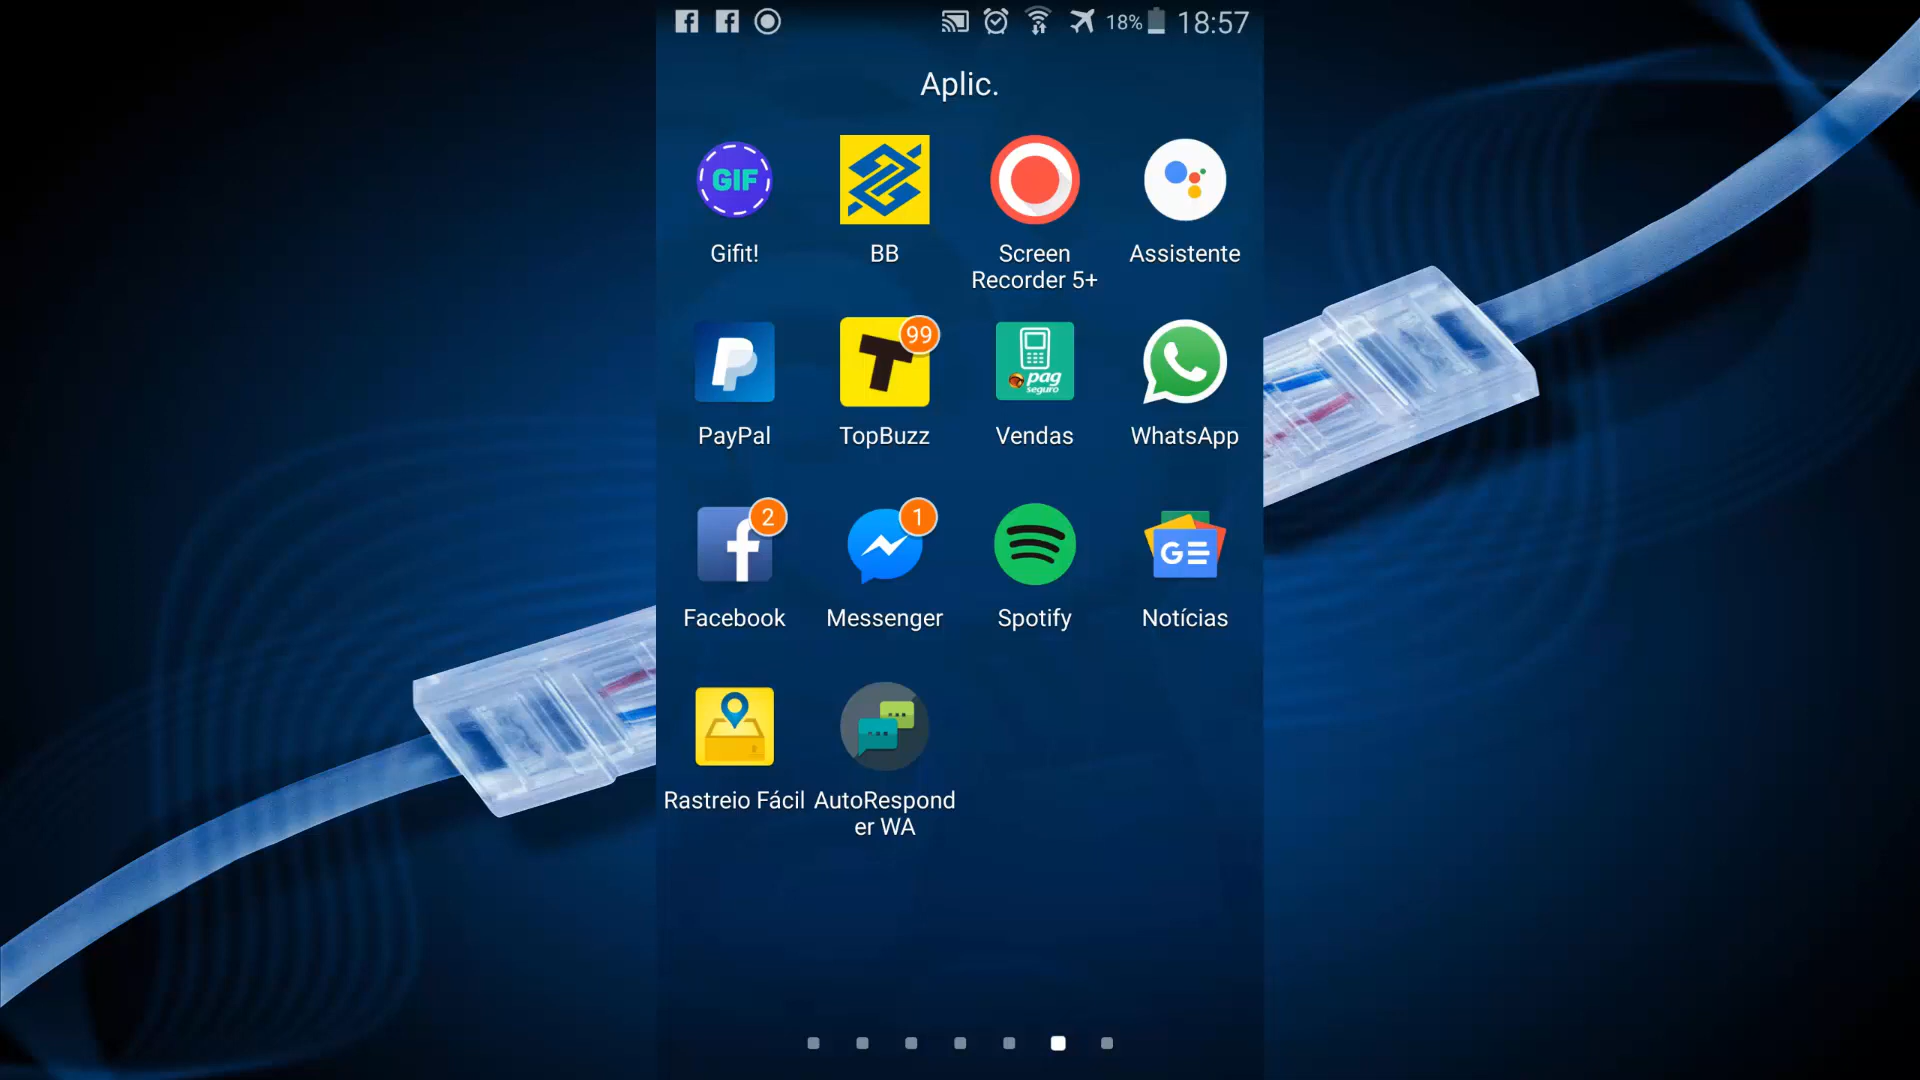 18% 18:57
Aplic.
GIF
Gifit!
BB
Screen
Recorder 5+
Assistente
99
pag
seguro
PayPal
TopBuzz
Vendas
WhatsApp
2
1
GE
Facebook
Messenger
Spotify
Notícias
Rastreio Fácil
AutoRespond
er WA